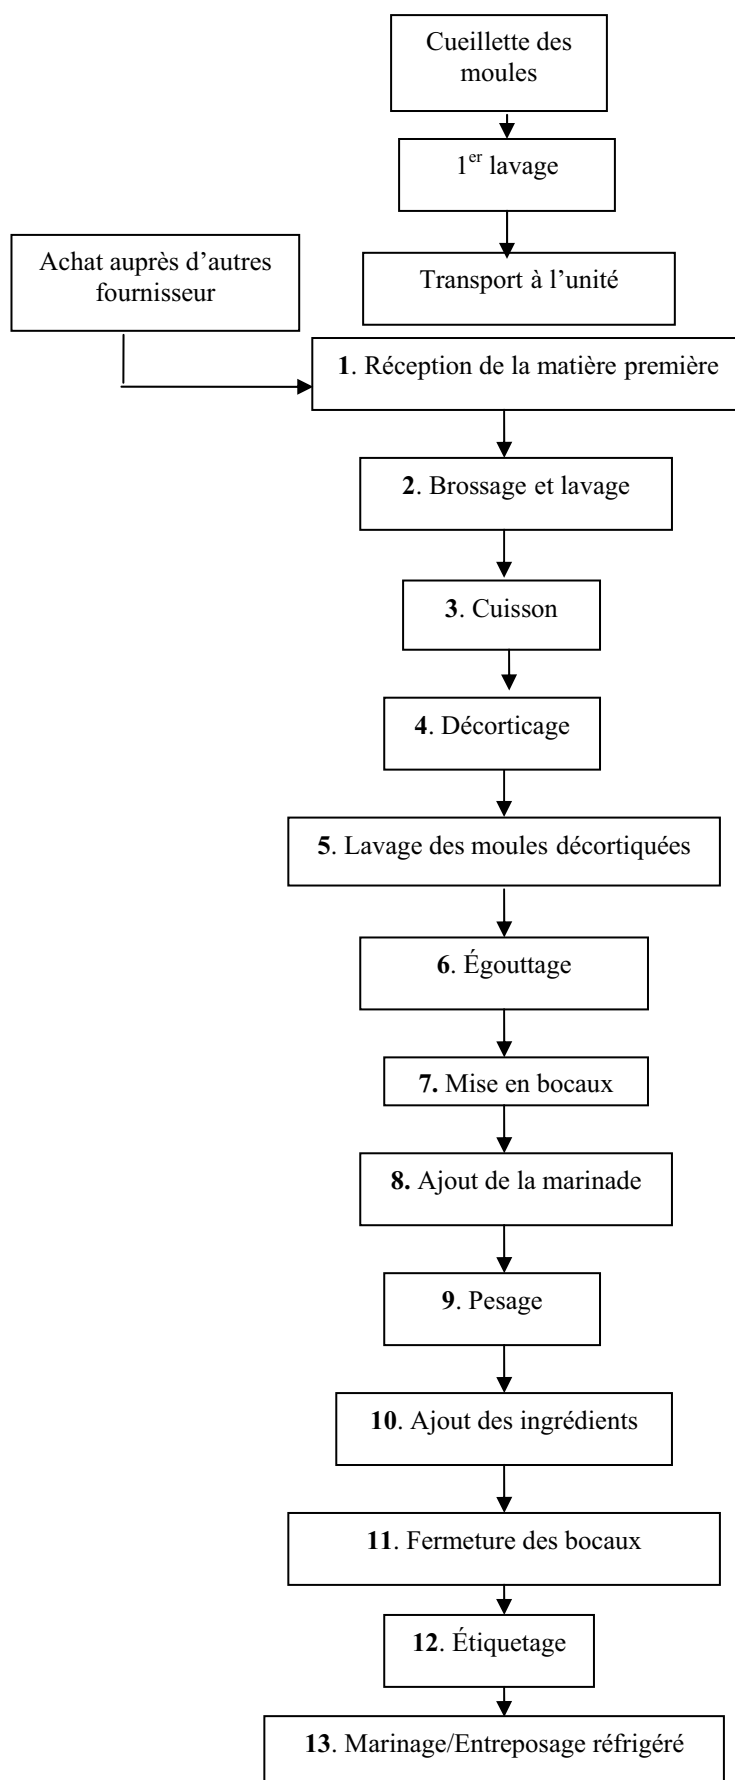 Cueillette des
moules
1er lavage
Achat auprès d’autres
fournisseur
Transport à l’unité
1. Réception de la matière première
2. Brossage et lavage
3. Cuisson
4. Décorticage
5. Lavage des moules décortiquées
6. Égouttage
7. Mise en bocaux
8. Ajout de la marinade
9. Pesage
10. Ajout des ingrédients
11. Fermeture des bocaux
12. Étiquetage
13. Marinage/Entreposage réfrigéré